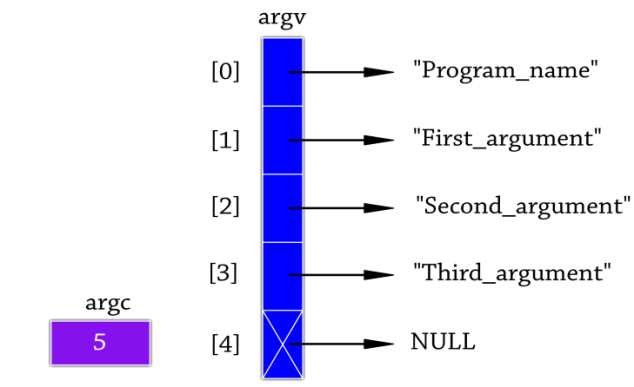 argv
[0] "Program_name"
[1] "First_argument"
[2] "Second_argument"
[3] "Third_argument"
argc
5
[4] NULL